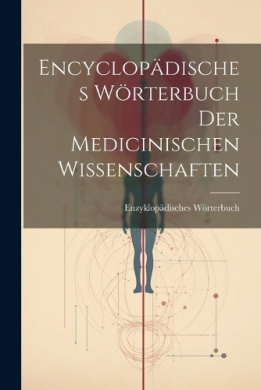 ENCYCLOPÄDISCHE
S WÖRTERBUCH
DER
MEDICINISCHEN
WISSENSCHAFTEN
Enzyklopädisches Wörterbuch